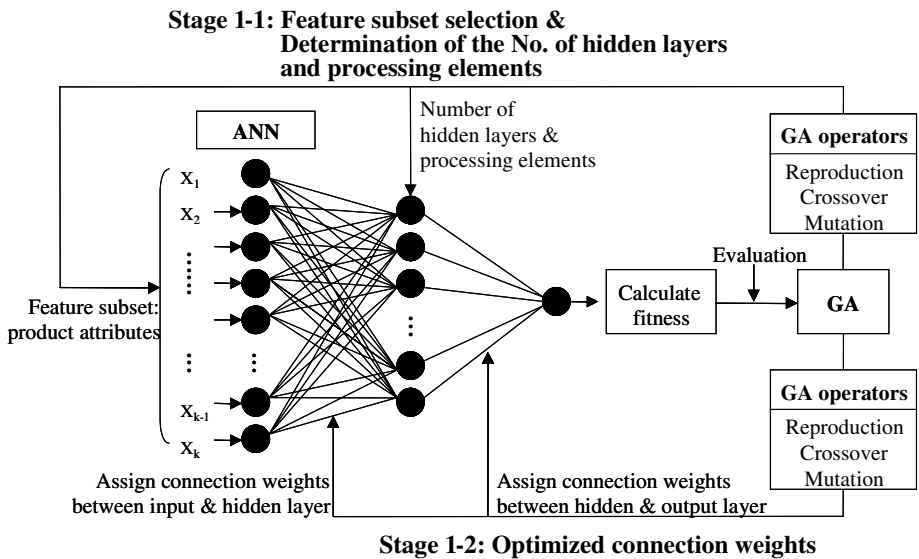 Stage 1-1: Feature subset selection &
Determination of the No. of hidden layers
and processing elements
ANN
Number of
hidden layers &
processing elements
GA operators
Reproduction
Crossover
Mutation
X1
X2
......
...
Xk-1
Xk
Feature subset:
product attributes
...
...
Calculate
fitness
Evaluation
GA
GA operators
Reproduction
Crossover
Mutation
Assign connection weights
between input & hidden layer
Assign connection weights
between hidden & output layer
Stage 1-2: Optimized connection weights